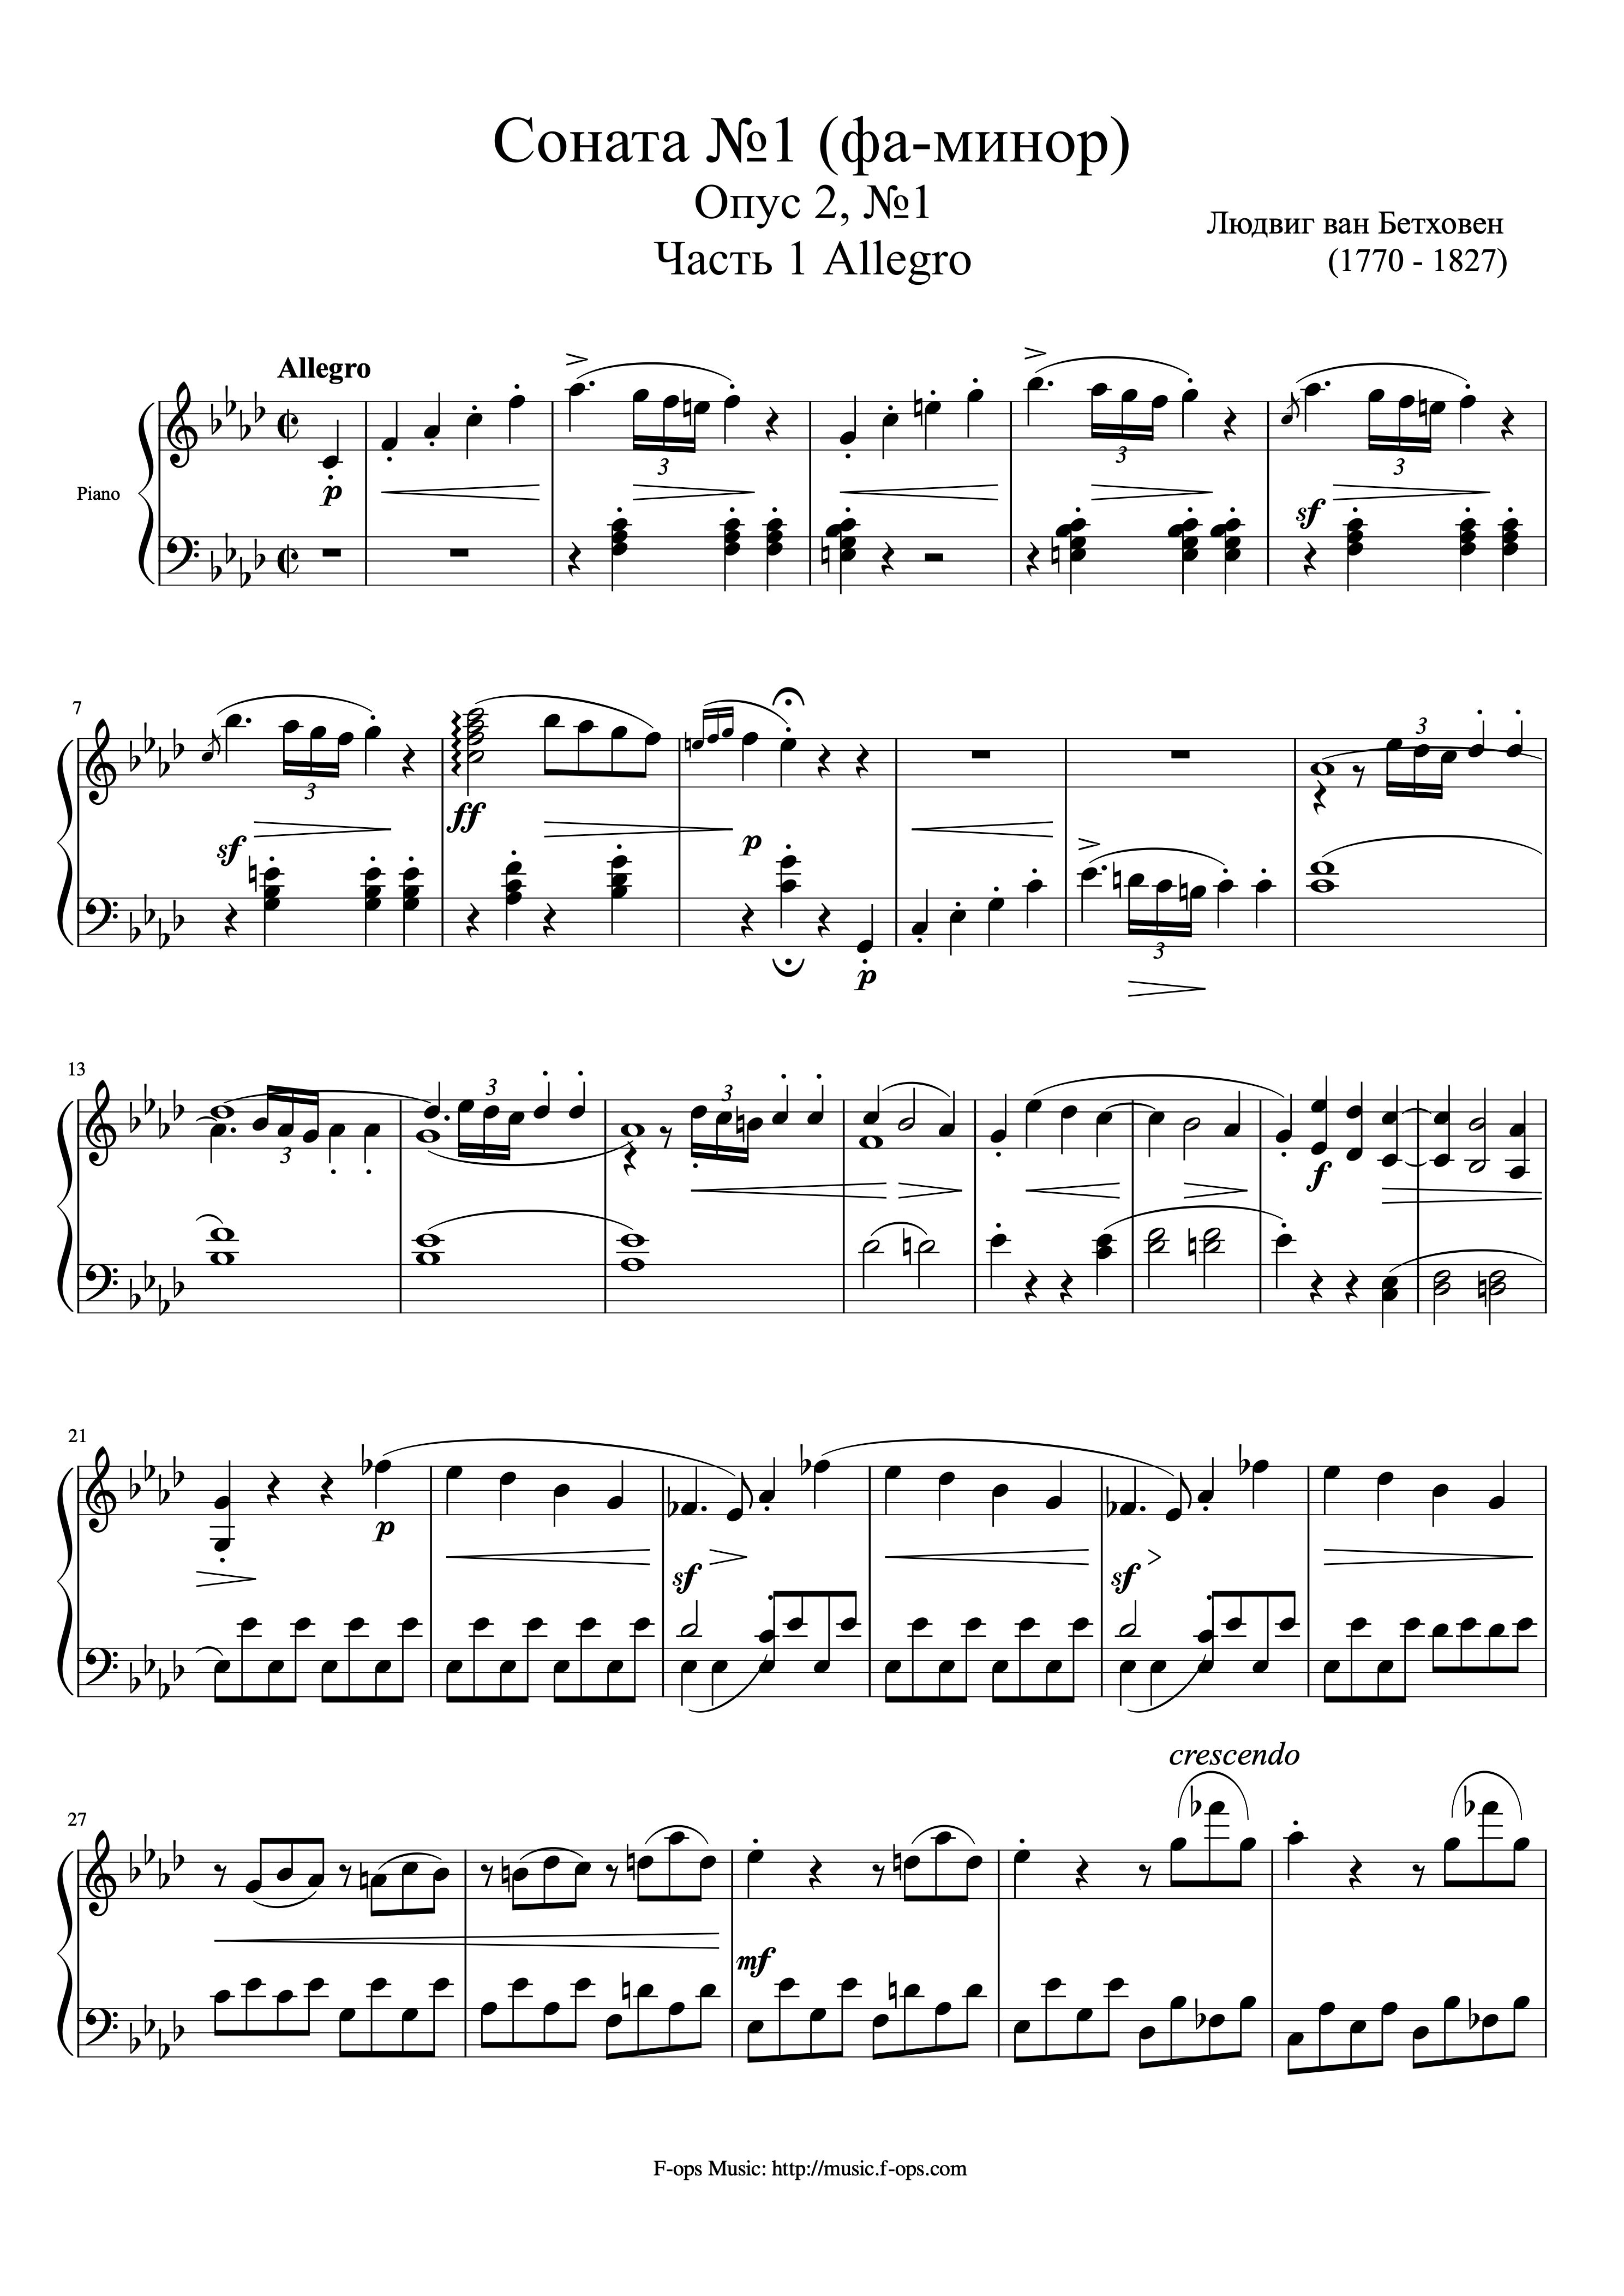 Соната №1 (фа-минор)
Опус 2, №1
Часть 1 Allegro
Людвиг ван Бетховен
(1770 - 1827)
Allegro
Piano
p
3
3
3
sf
7
3
sf
ff
p
p
3
3
13
3
3
3
f
21
p
sf
sf
crescendo
27
mf
F-ops Music: http://music.f-ops.com